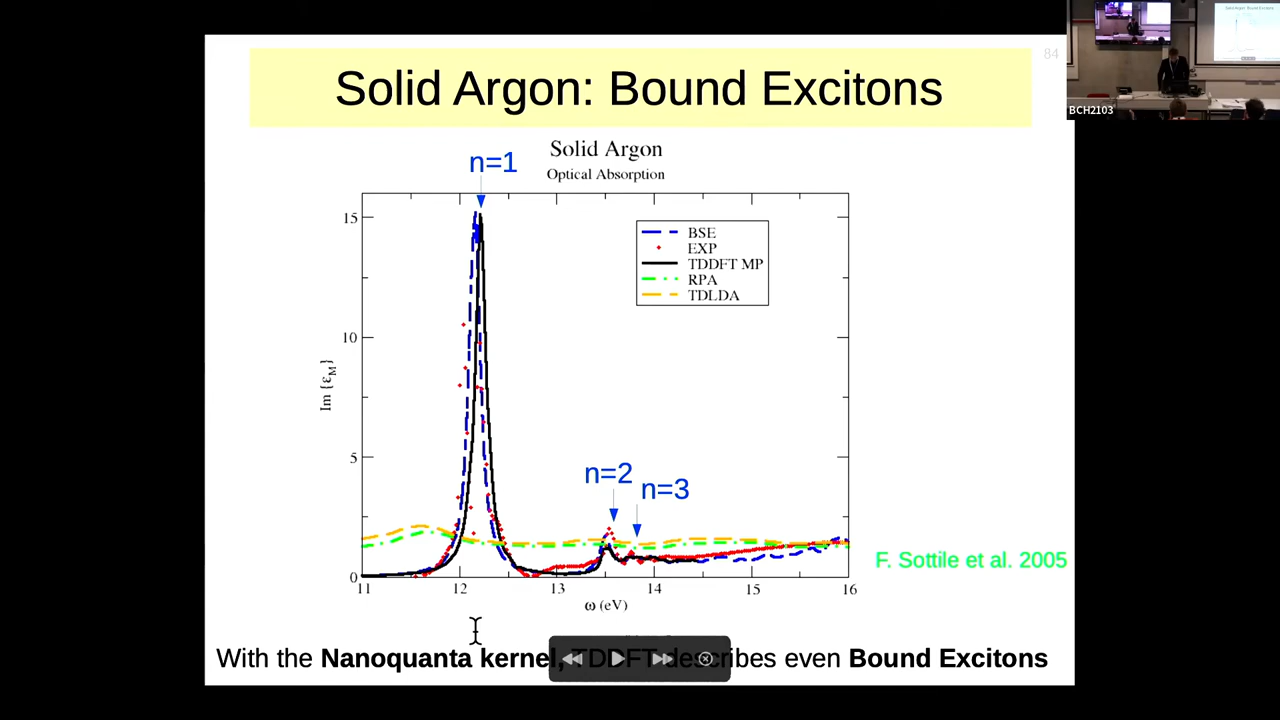 84
Solid Argon: Bound Excitons
BCH2103
Solid Argon
Optical Absorption
n=1
15
10
5
0
BSE
EXP
TDDFT MP
RPA
TDLDA
Im {εM}
n=2
n=3
11 12 13 14 15 16
ω (eV)
F. Sottile et al. 2005
With the Nanoquanta kernel, TDDFT describes even Bound Excitons